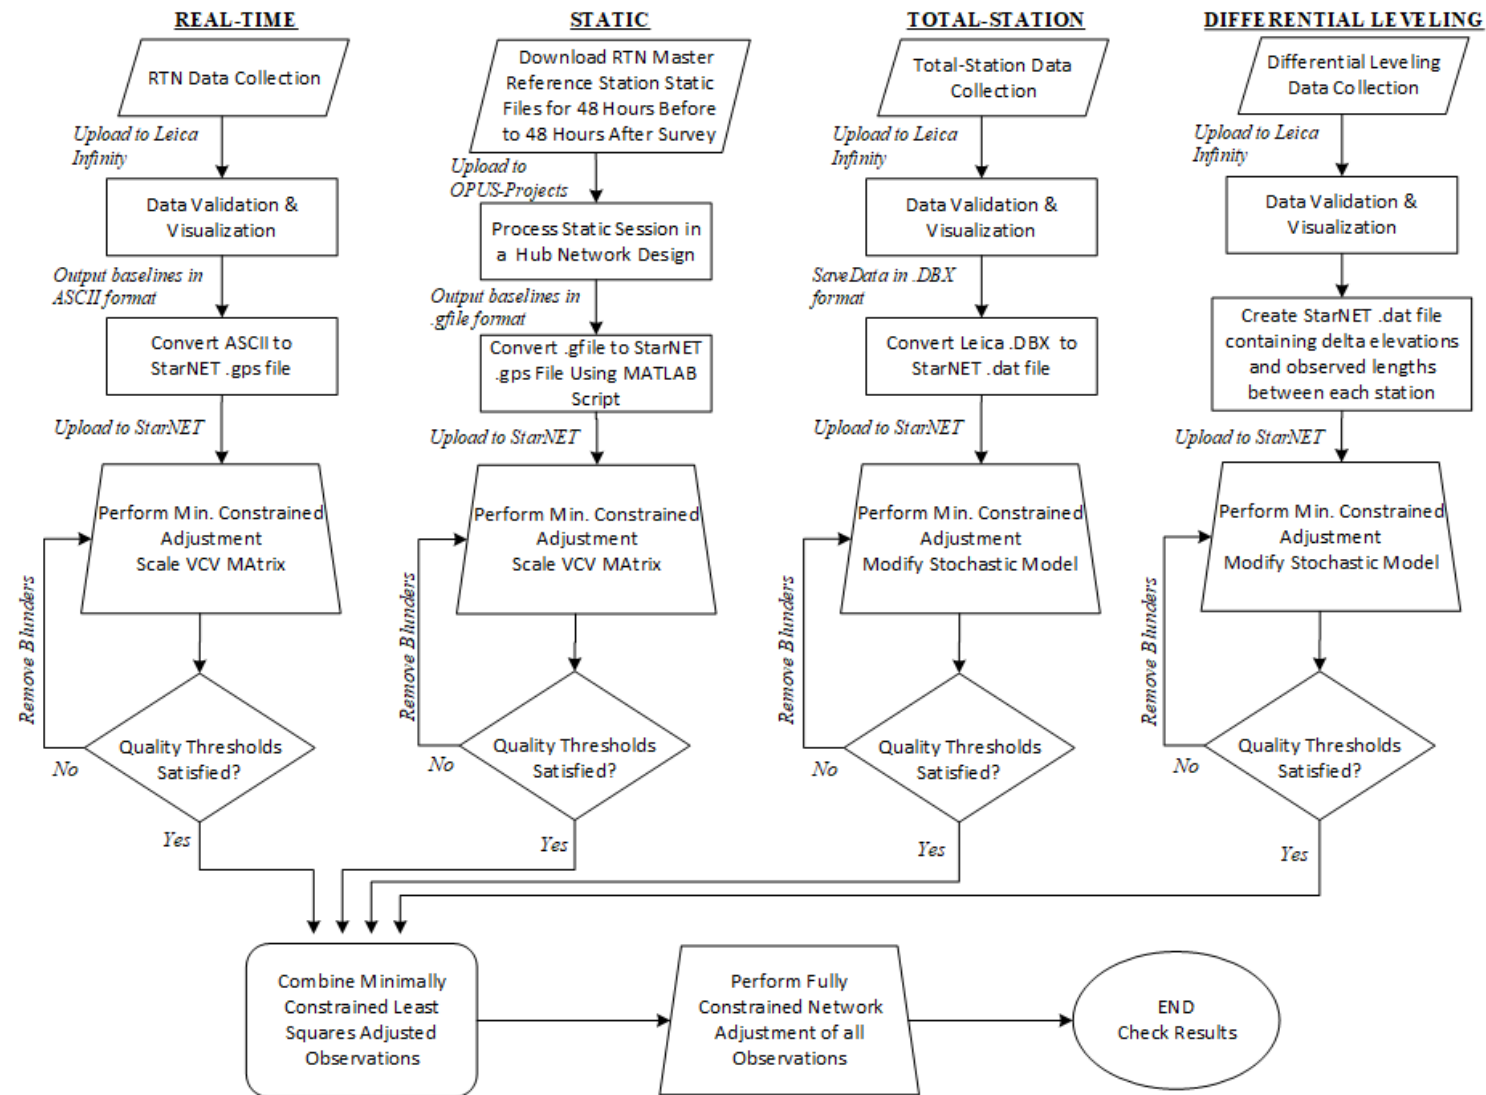 REAL-TIME
RTN Data Collection
Upload to Leica
Infinity
Data Validation &
Visualization
Output baselines in
ASCII format
Convert ASCII to
StarNET .gps file
Upload to StarNET
Perform Min. Constrained
Adjustment
Scale VCV MAtrix
Remove Blunders
Quality Thresholds
Satisfied?
No
Yes
STATIC
Download RTN Master
Reference Station Static
Files for 48 Hours Before
to 48 Hours After Survey
Upload to
OPUS-Projects
Process Static Session in
a Hub Network Design
Output baselines in
.gfile format
Convert .gfile to StarNET
.gps File Using MATLAB
Script
Upload to StarNET
Perform Min. Constrained
Adjustment
Scale VCV MAtrix
Remove Blunders
Quality Thresholds
Satisfied?
No
Yes
TOTAL-STATION
Total-Station Data
Collection
Upload to Leica
Infinity
Data Validation &
Visualization
SaveData in .DBX
format
Convert Leica .DBX to
StarNET .dat file
Upload to StarNET
Perform Min. Constrained
Adjustment
Modify Stochastic Model
Remove Blunders
Quality Thresholds
Satisfied?
No
Yes
DIFFERENTIAL LEVELING
Differential Leveling
Data Collection
Upload to Leica
Infinity
Data Validation &
Visualization
Create StarNET .dat file
containing delta elevations
and observed lengths
between each station
Upload to StarNET
Perform Min. Constrained
Adjustment
Modify Stochastic Model
Remove Blunders
Quality Thresholds
Satisfied?
No
Yes
Combine Minimally
Constrained Least
Squares Adjusted
Observations
Perform Fully
Constrained Network
Adjustment of all
Observations
END
Check Results